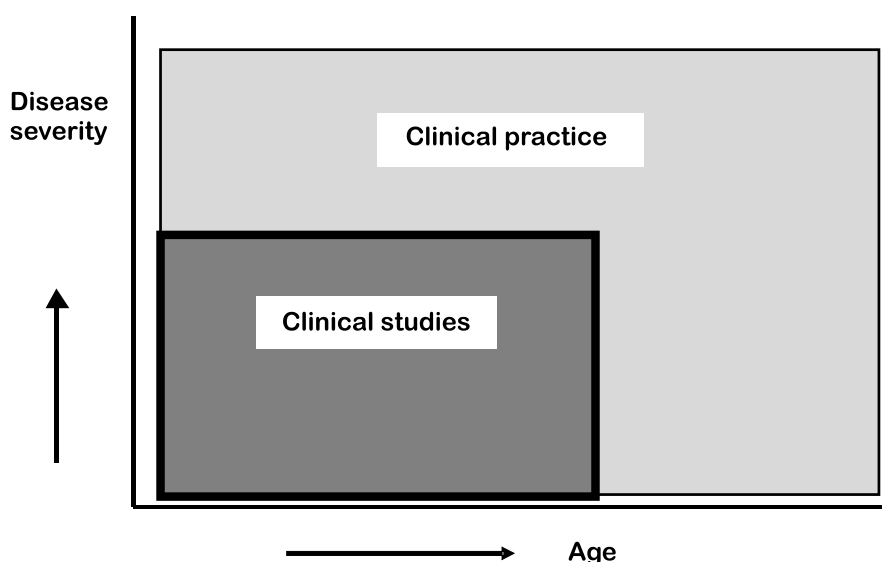 Disease
severity
Clinical practice
Clinical studies
Age